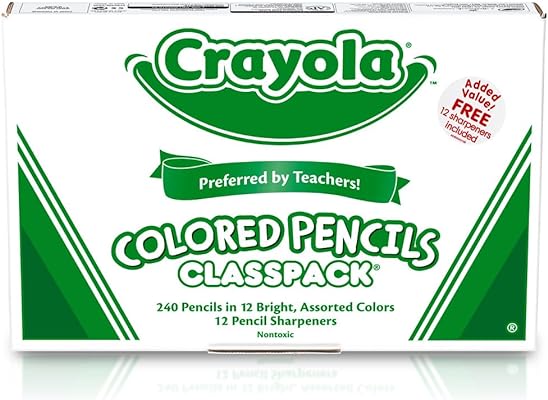 Crayola®
™
Added
Value!
FREE
12 sharpeners
included
Preferred by Teachers!
COLORED PENCILS
CLASSPACK®
240 Pencils in 12 Bright, Assorted Colors
12 Pencil Sharpeners
Nontoxic
®